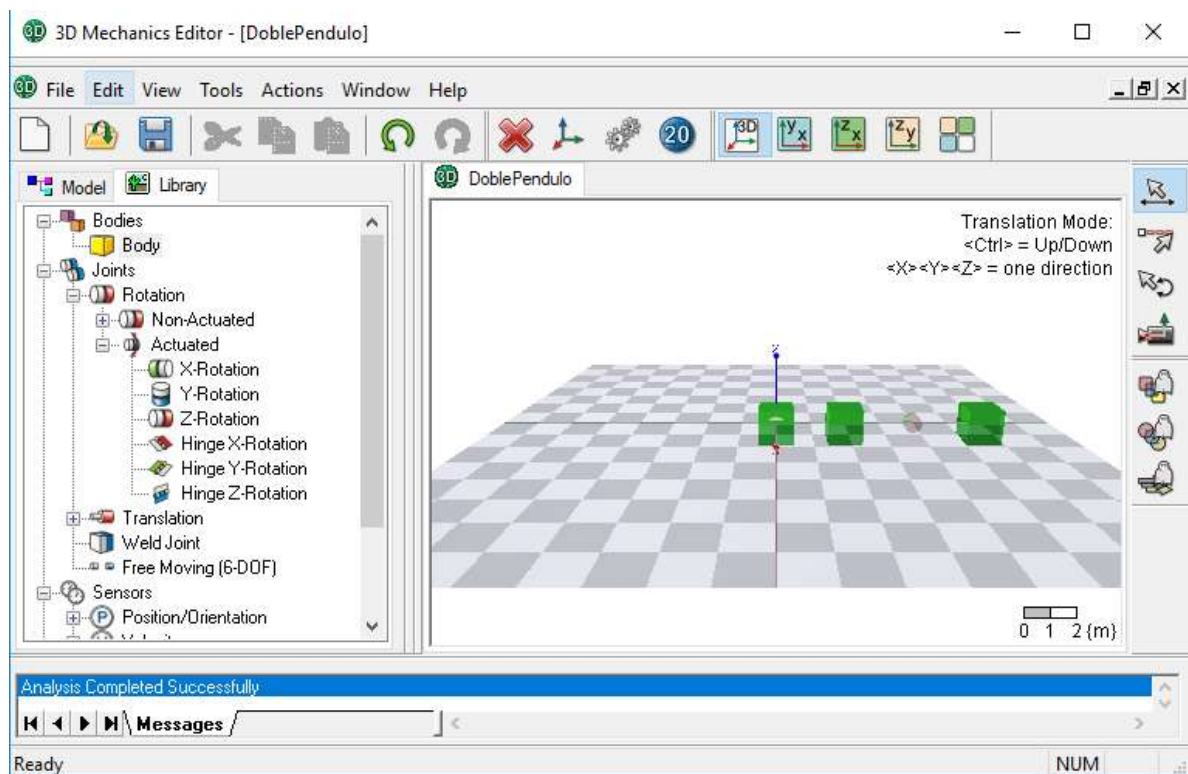 3D Mechanics Editor - [DoblePendulo]
File Edit View Tools Actions Window Help
20 3D y x z x z y
Model Library
DoblePendulo
Bodies
Body
Joints
Rotation
Non-Actuated
Actuated
X-Rotation
Y-Rotation
Z-Rotation
Hinge X-Rotation
Hinge Y-Rotation
Hinge Z-Rotation
Translation
Weld Joint
Free Moving (6-DOF)
Sensors
Position/Orientation
Translation Mode:
<Ctrl> = Up/Down
<X><Y><Z> = one direction
0 1 2 {m}
Analysis Completed Successfully
Messages
Ready NUM